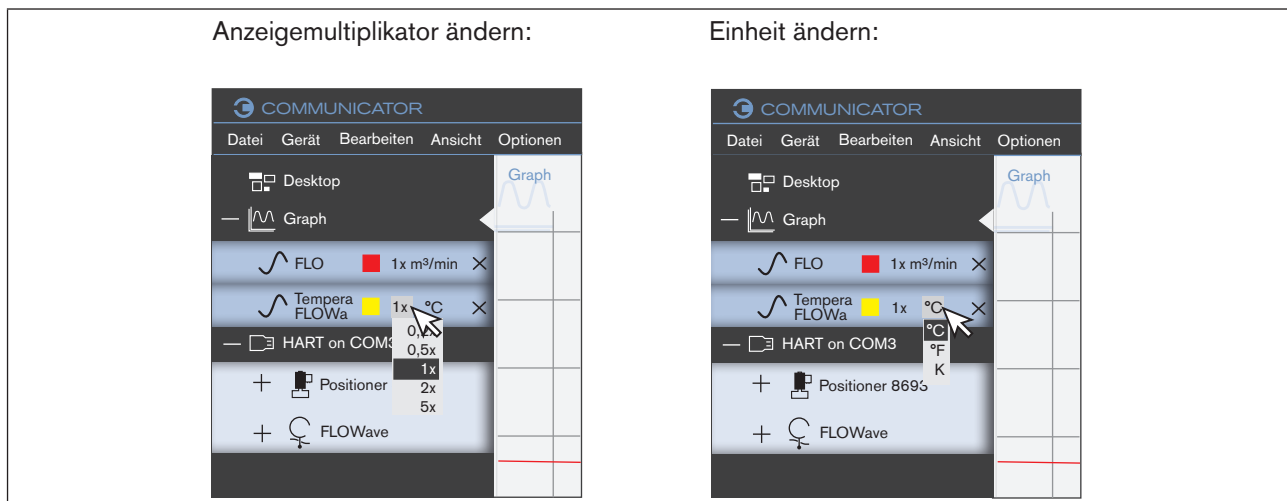 Anzeigemultiplikator ändern:
COMMUNICATOR
Datei Gerät Bearbeiten Ansicht Optionen
Desktop
Graph
Graph
FLO 1x m³/min
Tempera
FLOWa 1x °C
0,5x
HART on COM3
1x
Positioner
2x
5x
FLOWave
Einheit ändern:
COMMUNICATOR
Datei Gerät Bearbeiten Ansicht Optionen
Desktop
Graph
Graph
FLO 1x m³/min
Tempera
FLOWa 1x °C
°C
HART on COM3
°F
K
Positioner 8693
FLOWave